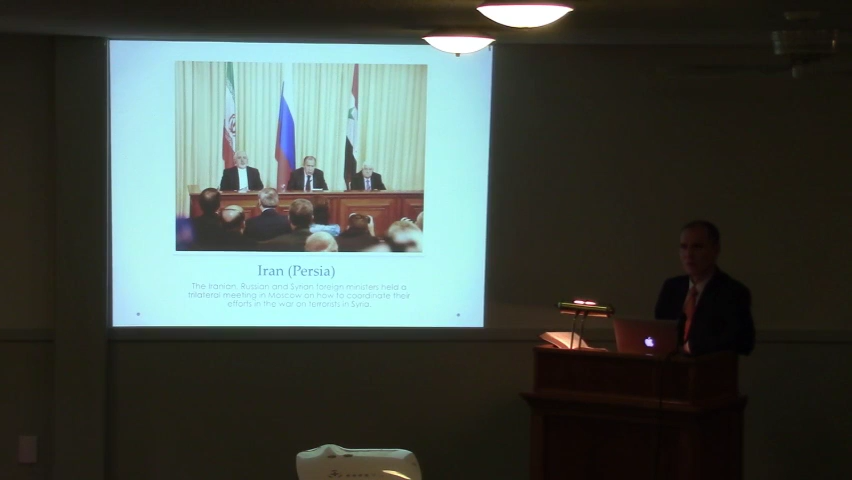 Iran (Persia)
The Iranian, Russian and Syrian foreign ministers held a
trilateral meeting in Moscow on how to coordinate their
efforts in the war on terrorists in Syria.